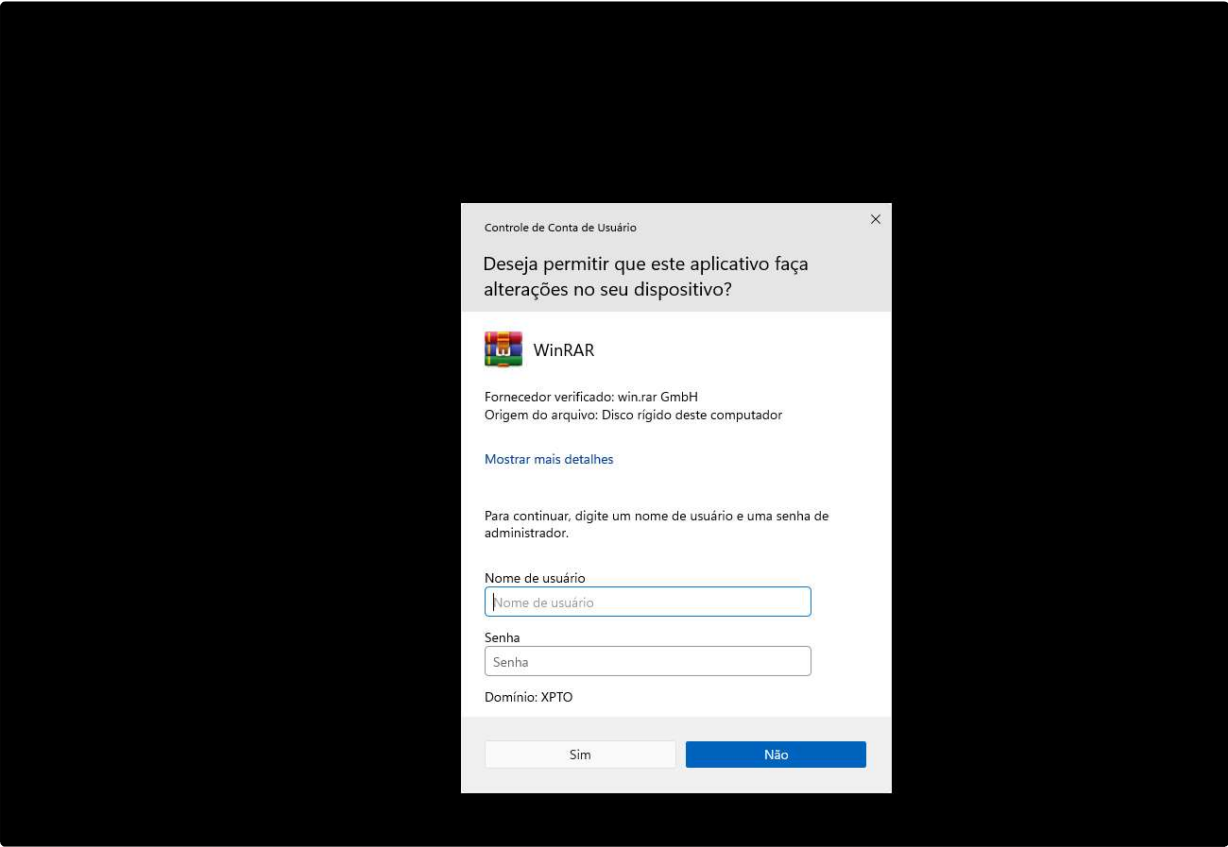 Controle de Conta de Usuário
Deseja permitir que este aplicativo faça
alterações no seu dispositivo?
WinRAR
Fornecedor verificado: win.rar GmbH
Origem do arquivo: Disco rígido deste computador
Mostrar mais detalhes
Para continuar, digite um nome de usuário e uma senha de
administrador.
Nome de usuário
Nome de usuário
Senha
Senha
Domínio: XPTO
Sim
Não